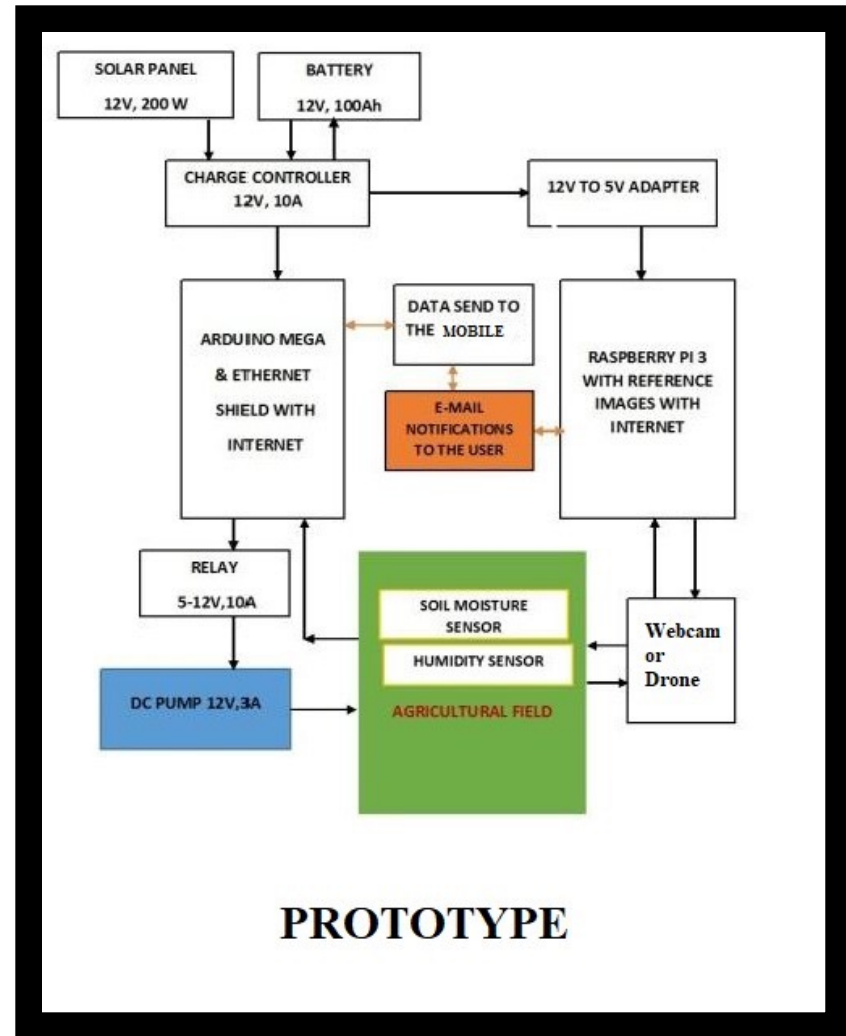 SOLAR PANEL
12V, 200 W
BATTERY
12V, 100Ah
CHARGE CONTROLLER
12V, 10A
12V TO 5V ADAPTER
ARDUINO MEGA
& ETHERNET
SHIELD WITH
INTERNET
DATA SEND TO
THE MOBILE
E-MAIL
NOTIFICATIONS
TO THE USER
RASPBERRY PI 3
WITH REFERENCE
IMAGES WITH
INTERNET
RELAY
5-12V,10A
SOIL MOISTURE
SENSOR
HUMIDITY SENSOR
AGRICULTURAL FIELD
Webcam
or
Drone
DC PUMP 12V,3A
PROTOTYPE